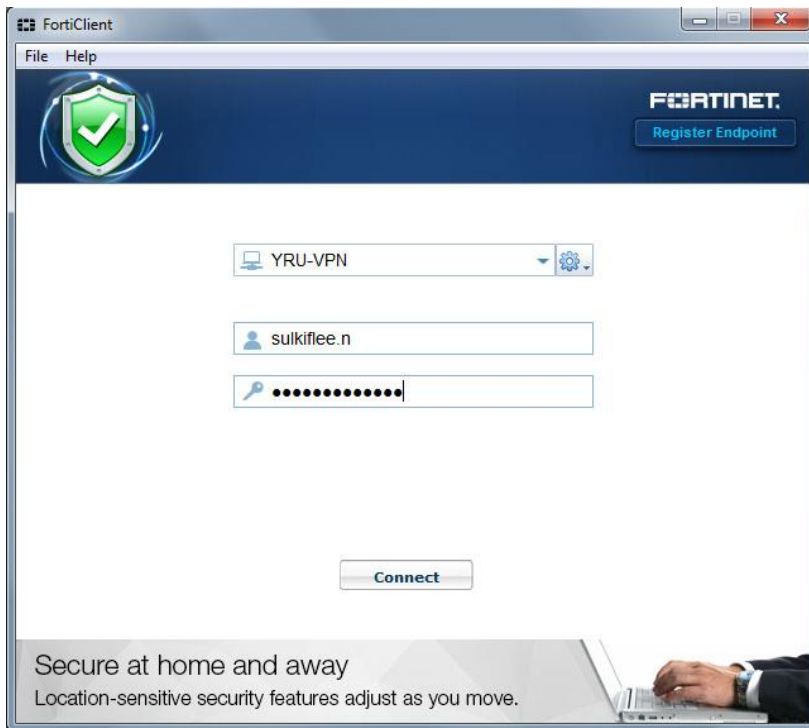 FortiClient
File Help
FORTINET.
Register Endpoint
YRU-VPN
sulkiflee.n
●●●●●●●●●●●●●
Connect
Secure at home and away
Location-sensitive security features adjust as you move.